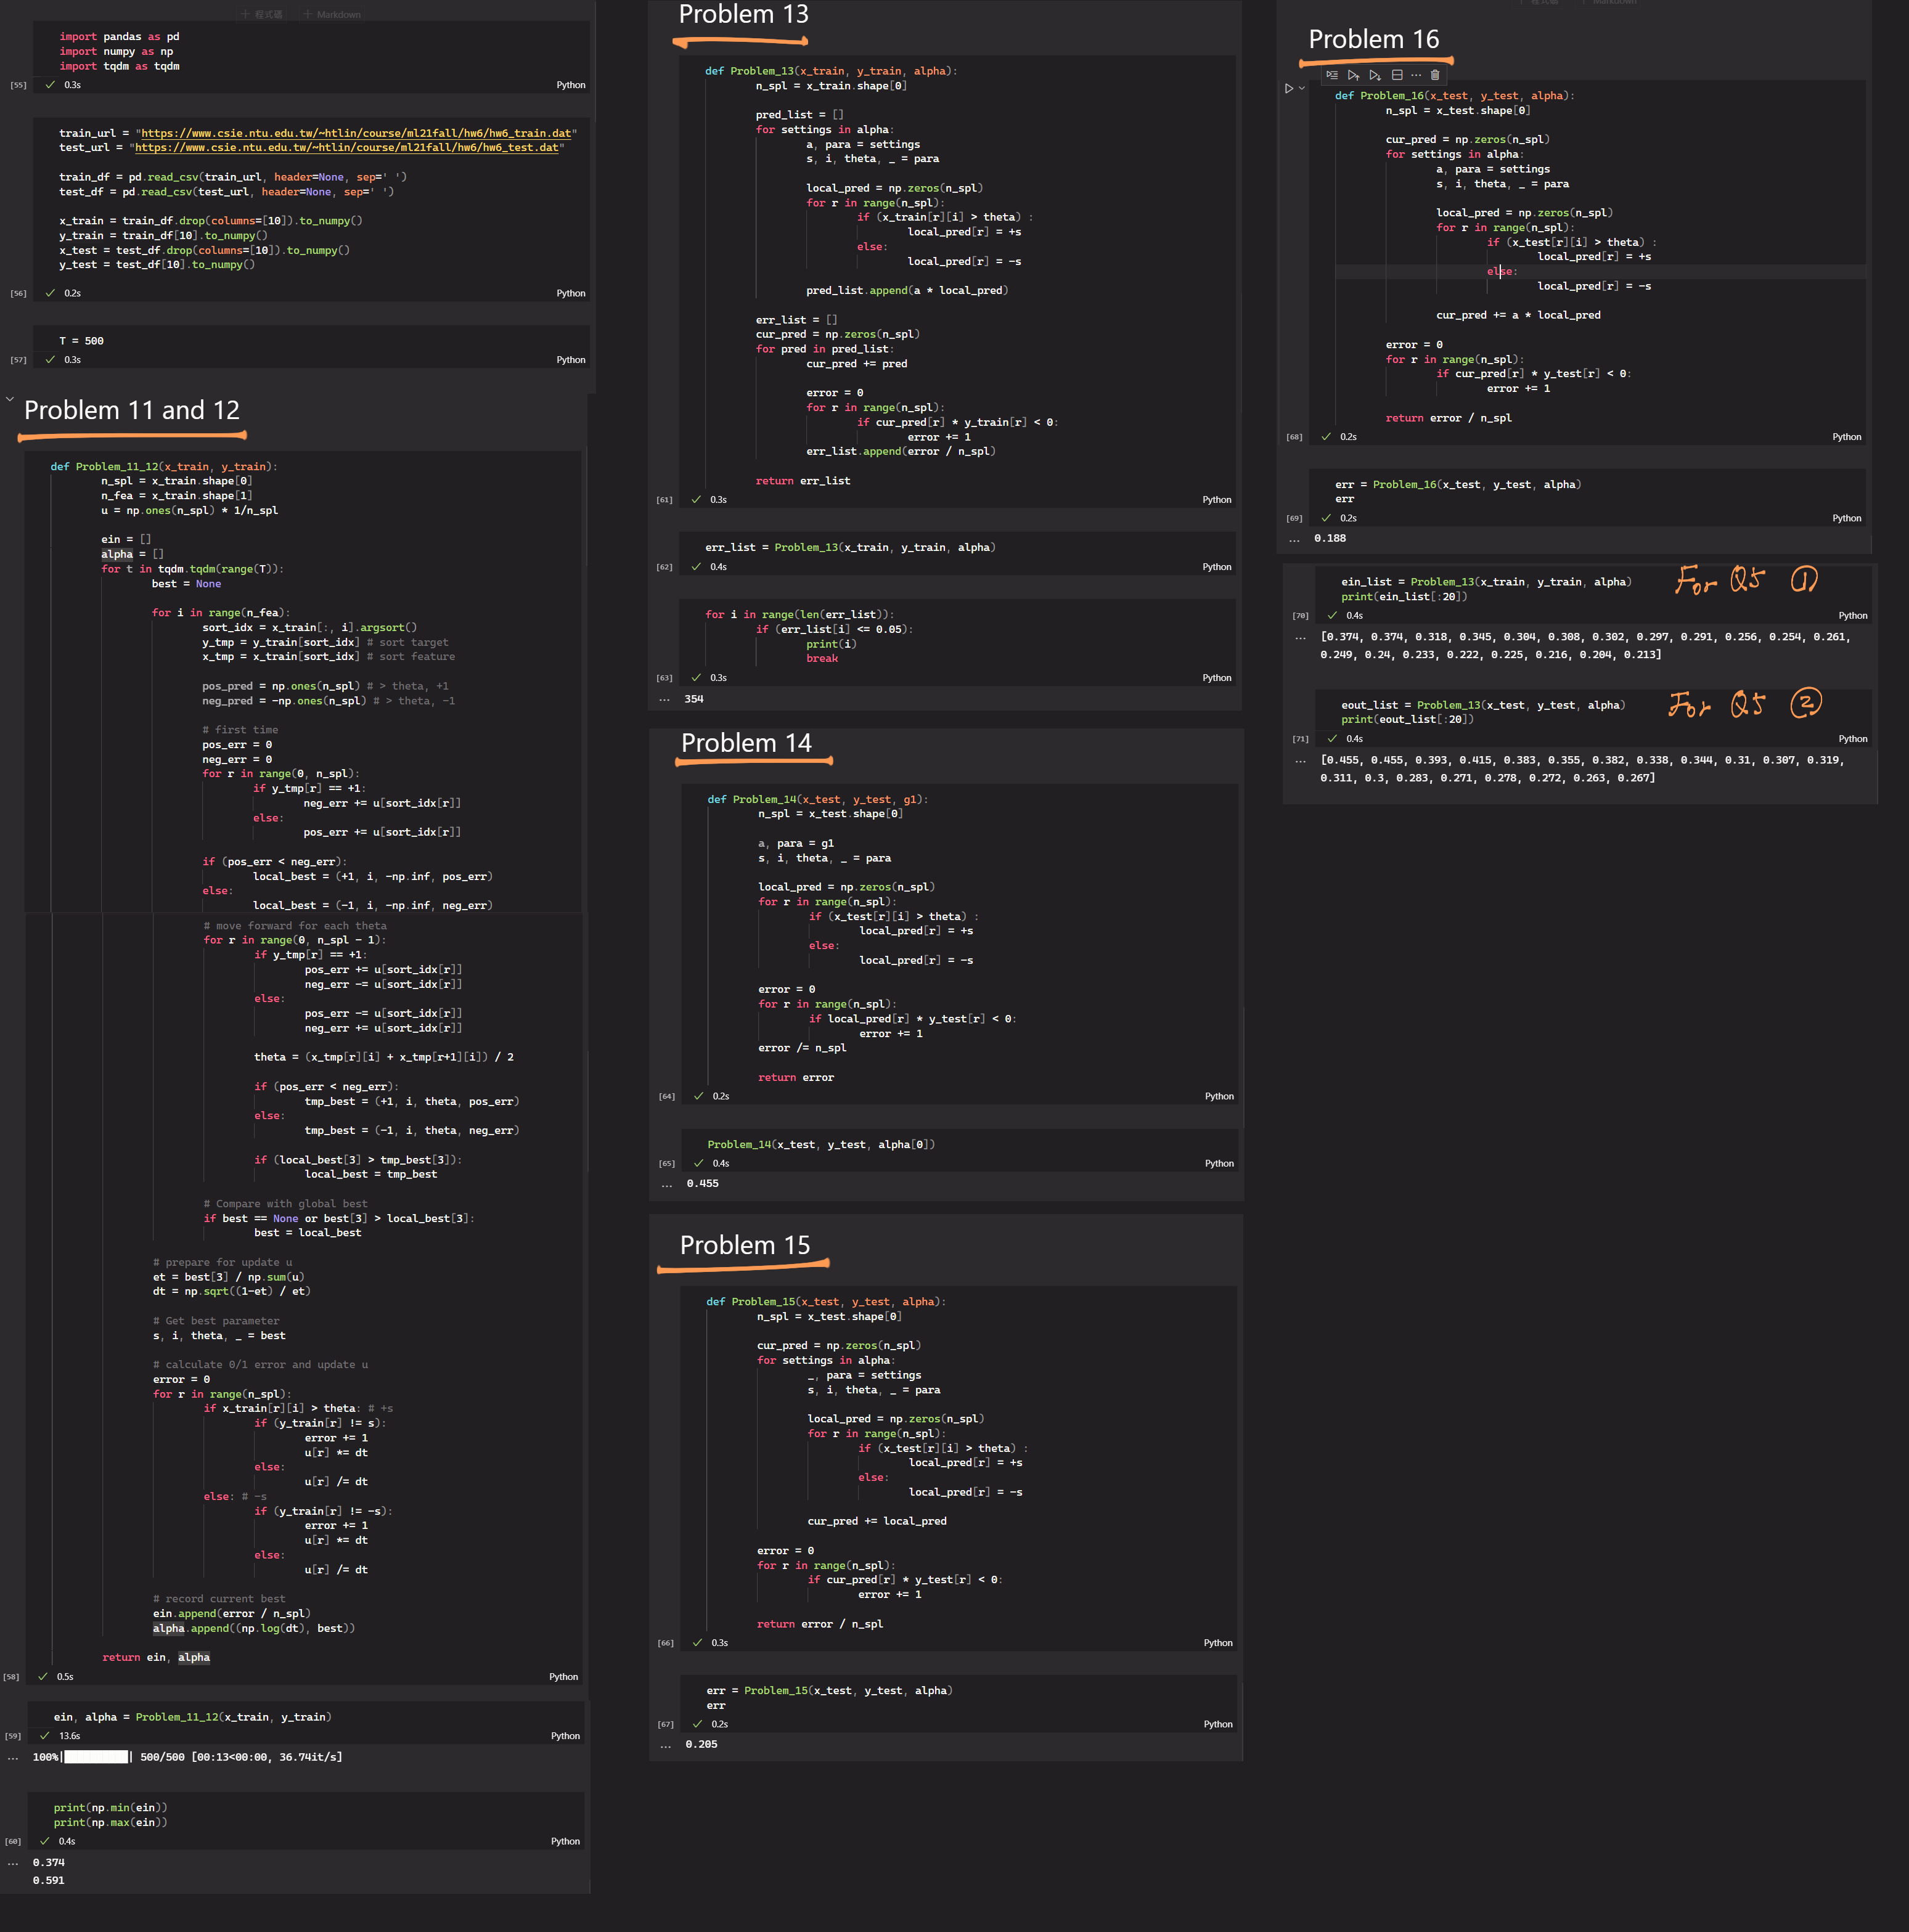 + 程式碼 + Markdown
import pandas as pd
import numpy as np
import tqdm as tqdm
[55] ✓ 0.3s Python
train_url = "https://www.csie.ntu.edu.tw/~htlin/course/ml21fall/hw6/hw6_train.dat"
test_url = "https://www.csie.ntu.edu.tw/~htlin/course/ml21fall/hw6/hw6_test.dat"
train_df = pd.read_csv(train_url, header=None, sep=' ')
test_df = pd.read_csv(test_url, header=None, sep=' ')
x_train = train_df.drop(columns=[10]).to_numpy()
y_train = train_df[10].to_numpy()
x_test = test_df.drop(columns=[10]).to_numpy()
y_test = test_df[10].to_numpy()
[56] ✓ 0.2s Python
T = 500
[57] ✓ 0.3s Python
Problem 11 and 12
def Problem_11_12(x_train, y_train):
n_spl = x_train.shape[0]
n_fea = x_train.shape[1]
u = np.ones(n_spl) * 1/n_spl
ein = []
alpha = []
for t in tqdm.tqdm(range(T)):
best = None
for i in range(n_fea):
sort_idx = x_train[:, i].argsort()
y_tmp = y_train[sort_idx] # sort target
x_tmp = x_train[sort_idx] # sort feature
pos_pred = np.ones(n_spl) # > theta, +1
neg_pred = -np.ones(n_spl) # > theta, -1
# first time
pos_err = 0
neg_err = 0
for r in range(0, n_spl):
if y_tmp[r] == +1:
neg_err += u[sort_idx[r]]
else:
pos_err += u[sort_idx[r]]
if (pos_err < neg_err):
local_best = (+1, i, -np.inf, pos_err)
else:
local_best = (-1, i, -np.inf, neg_err)
# move forward for each theta
for r in range(0, n_spl - 1):
if y_tmp[r] == +1:
pos_err += u[sort_idx[r]]
neg_err -= u[sort_idx[r]]
else:
pos_err -= u[sort_idx[r]]
neg_err += u[sort_idx[r]]
theta = (x_tmp[r][i] + x_tmp[r+1][i]) / 2
if (pos_err < neg_err):
tmp_best = (+1, i, theta, pos_err)
else:
tmp_best = (-1, i, theta, neg_err)
if (local_best[3] > tmp_best[3]):
local_best = tmp_best
# Compare with global best
if best == None or best[3] > local_best[3]:
best = local_best
# prepare for update u
et = best[3] / np.sum(u)
dt = np.sqrt((1-et) / et)
# Get best parameter
s, i, theta, _ = best
# calculate 0/1 error and update u
error = 0
for r in range(n_spl):
if x_train[r][i] > theta: # +s
if (y_train[r] != s):
error += 1
u[r] *= dt
else:
u[r] /= dt
else: # -s
if (y_train[r] != -s):
error += 1
u[r] *= dt
else:
u[r] /= dt
# record current best
ein.append(error / n_spl)
alpha.append((np.log(dt), best))
return ein, alpha
[58] ✓ 0.5s Python
ein, alpha = Problem_11_12(x_train, y_train)
[59] ✓ 13.6s Python
... 100%|██████████| 500/500 [00:13<00:00, 36.74it/s]
print(np.min(ein))
print(np.max(ein))
[60] ✓ 0.4s Python
... 0.374
0.591
Problem 13
def Problem_13(x_train, y_train, alpha):
n_spl = x_train.shape[0]
pred_list = []
for settings in alpha:
a, para = settings
s, i, theta, _ = para
local_pred = np.zeros(n_spl)
for r in range(n_spl):
if (x_train[r][i] > theta) :
local_pred[r] = +s
else:
local_pred[r] = -s
pred_list.append(a * local_pred)
err_list = []
cur_pred = np.zeros(n_spl)
for pred in pred_list:
cur_pred += pred
error = 0
for r in range(n_spl):
if cur_pred[r] * y_train[r] < 0:
error += 1
err_list.append(error / n_spl)
return err_list
[61] ✓ 0.3s Python
err_list = Problem_13(x_train, y_train, alpha)
[62] ✓ 0.4s Python
for i in range(len(err_list)):
if (err_list[i] <= 0.05):
print(i)
break
[63] ✓ 0.3s Python
... 354
Problem 14
def Problem_14(x_test, y_test, g1):
n_spl = x_test.shape[0]
a, para = g1
s, i, theta, _ = para
local_pred = np.zeros(n_spl)
for r in range(n_spl):
if (x_test[r][i] > theta) :
local_pred[r] = +s
else:
local_pred[r] = -s
error = 0
for r in range(n_spl):
if local_pred[r] * y_test[r] < 0:
error += 1
error /= n_spl
return error
[64] ✓ 0.2s Python
Problem_14(x_test, y_test, alpha[0])
[65] ✓ 0.4s Python
... 0.455
Problem 15
def Problem_15(x_test, y_test, alpha):
n_spl = x_test.shape[0]
cur_pred = np.zeros(n_spl)
for settings in alpha:
_, para = settings
s, i, theta, _ = para
local_pred = np.zeros(n_spl)
for r in range(n_spl):
if (x_test[r][i] > theta) :
local_pred[r] = +s
else:
local_pred[r] = -s
cur_pred += local_pred
error = 0
for r in range(n_spl):
if cur_pred[r] * y_test[r] < 0:
error += 1
return error / n_spl
[66] ✓ 0.3s Python
err = Problem_15(x_test, y_test, alpha)
err
[67] ✓ 0.2s Python
... 0.205
+ 程式碼 + Markdown
Problem 16
def Problem_16(x_test, y_test, alpha):
n_spl = x_test.shape[0]
cur_pred = np.zeros(n_spl)
for settings in alpha:
a, para = settings
s, i, theta, _ = para
local_pred = np.zeros(n_spl)
for r in range(n_spl):
if (x_test[r][i] > theta) :
local_pred[r] = +s
else:
local_pred[r] = -s
cur_pred += a * local_pred
error = 0
for r in range(n_spl):
if cur_pred[r] * y_test[r] < 0:
error += 1
return error / n_spl
[68] ✓ 0.2s Python
err = Problem_16(x_test, y_test, alpha)
err
[69] ✓ 0.2s Python
... 0.188
ein_list = Problem_13(x_train, y_train, alpha) For Q5 ①
print(ein_list[:20])
[70] ✓ 0.4s Python
... [0.374, 0.374, 0.318, 0.345, 0.304, 0.308, 0.302, 0.297, 0.291, 0.256, 0.254, 0.261,
0.249, 0.24, 0.233, 0.222, 0.225, 0.216, 0.204, 0.213]
eout_list = Problem_13(x_test, y_test, alpha) For Q5 ②
print(eout_list[:20])
[71] ✓ 0.4s Python
... [0.455, 0.455, 0.393, 0.415, 0.383, 0.355, 0.382, 0.338, 0.344, 0.31, 0.307, 0.319,
0.311, 0.3, 0.283, 0.271, 0.278, 0.272, 0.263, 0.267]